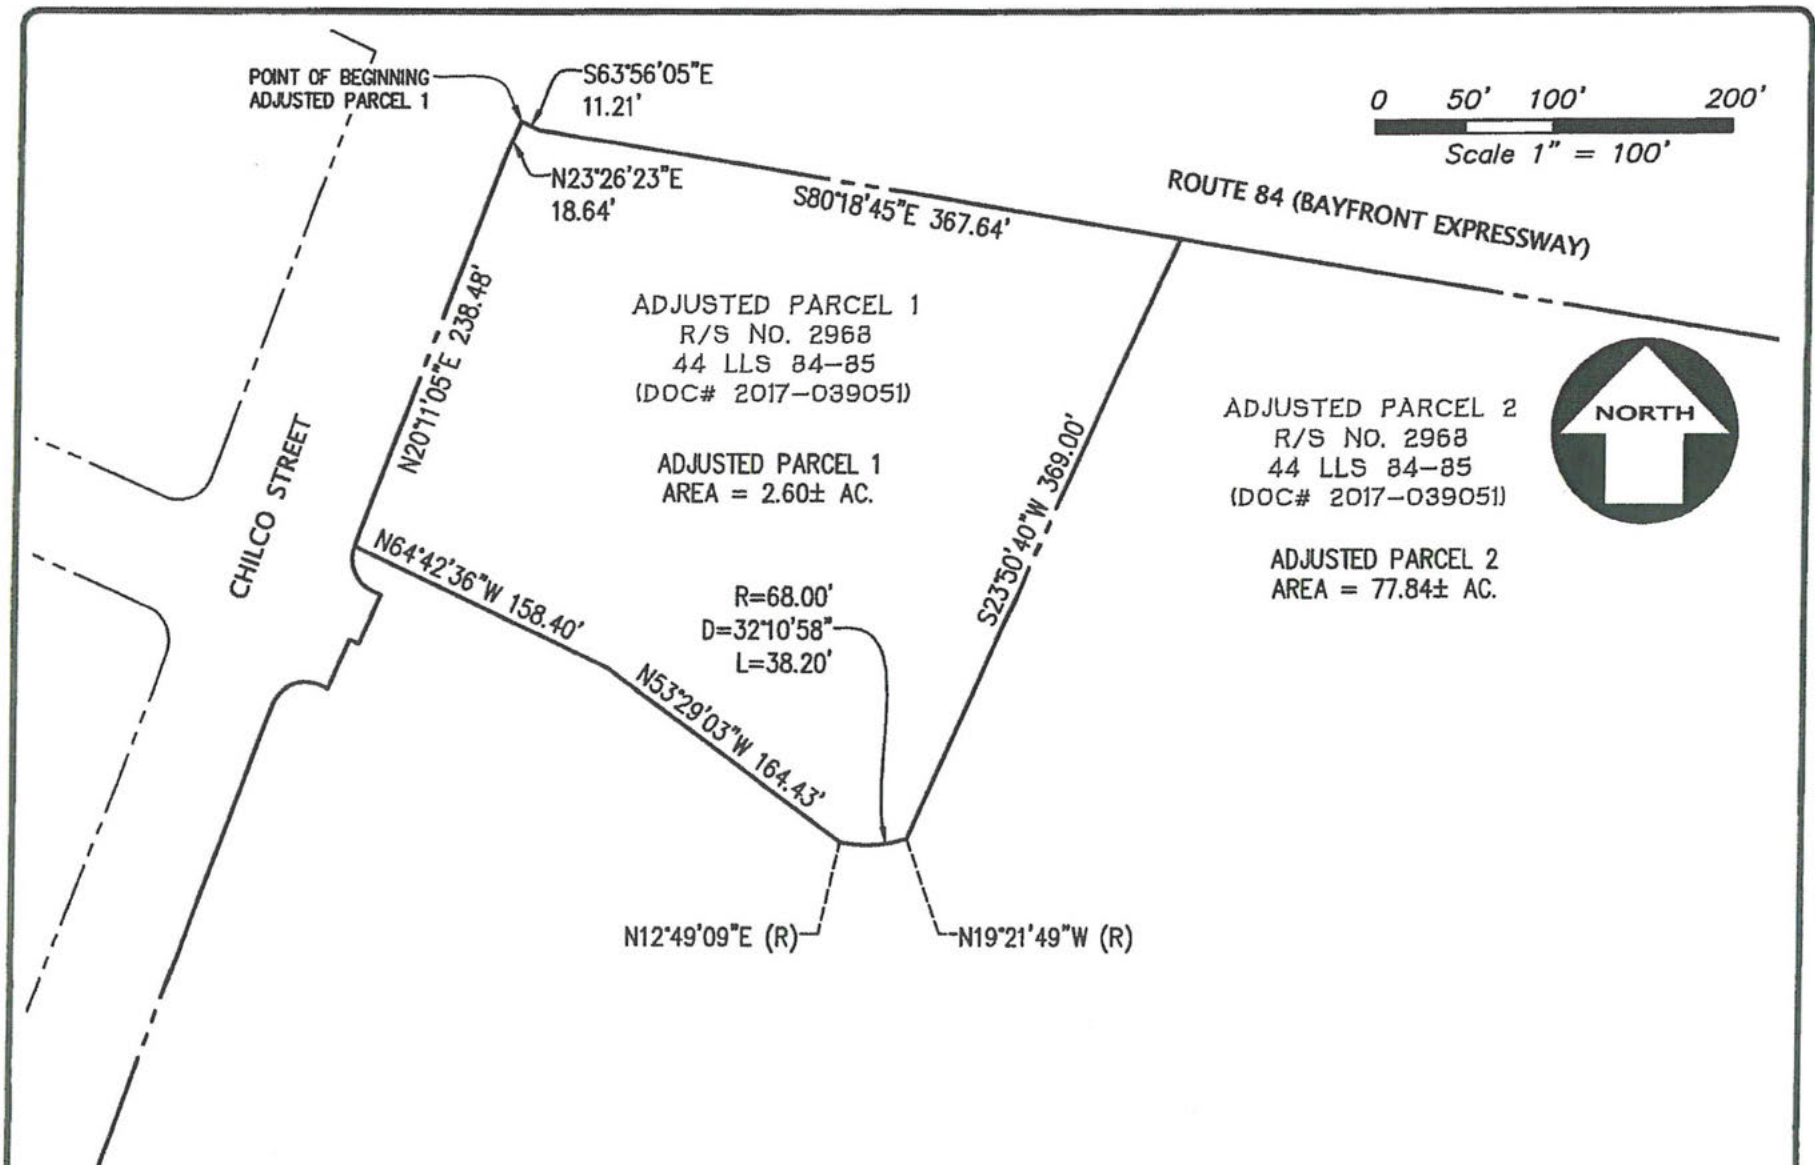 POINT OF BEGINNING
ADJUSTED PARCEL 1
S63°56'05"E
11.21'
0 50' 100' 200'
Scale 1" = 100'
N23°26'23"E
18.64'
S80°18'45"E 367.64'
ROUTE 84 (BAYFRONT EXPRESSWAY)
N20°11'05"E 238.48'
ADJUSTED PARCEL 1
R/S NO. 2968
44 LLS 84-85
(DOC# 2017-039051)
ADJUSTED PARCEL 1
AREA = 2.60± AC.
S23°50'40"W 369.00'
ADJUSTED PARCEL 2
R/S NO. 2968
44 LLS 84-85
(DOC# 2017-039051)
NORTH
ADJUSTED PARCEL 2
AREA = 77.84± AC.
CHILCO STREET
N64°42'36"W 158.40'
R=68.00'
D=32°10'58"
L=38.20'
N53°29'03"W 164.43'
N12°49'09"E (R)
N19°21'49"W (R)